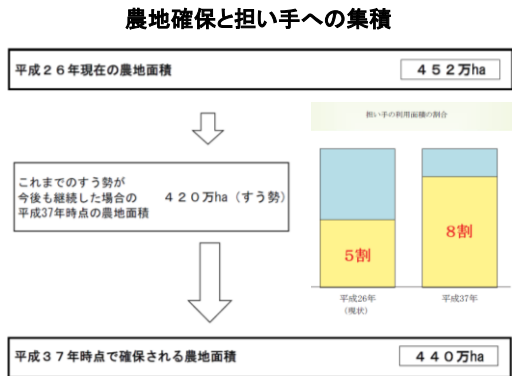 農地確保と担い手への集積
平成２６年現在の農地面積
４５２万ha
担い手の利用面積の割合
これまでのすう勢が
今後も継続した場合の
平成37年時点の農地面積
４２０万ha（すう勢）
8割
5割
平成26年
（現状）
平成37年
平成３７年時点で確保される農地面積
４４０万ha